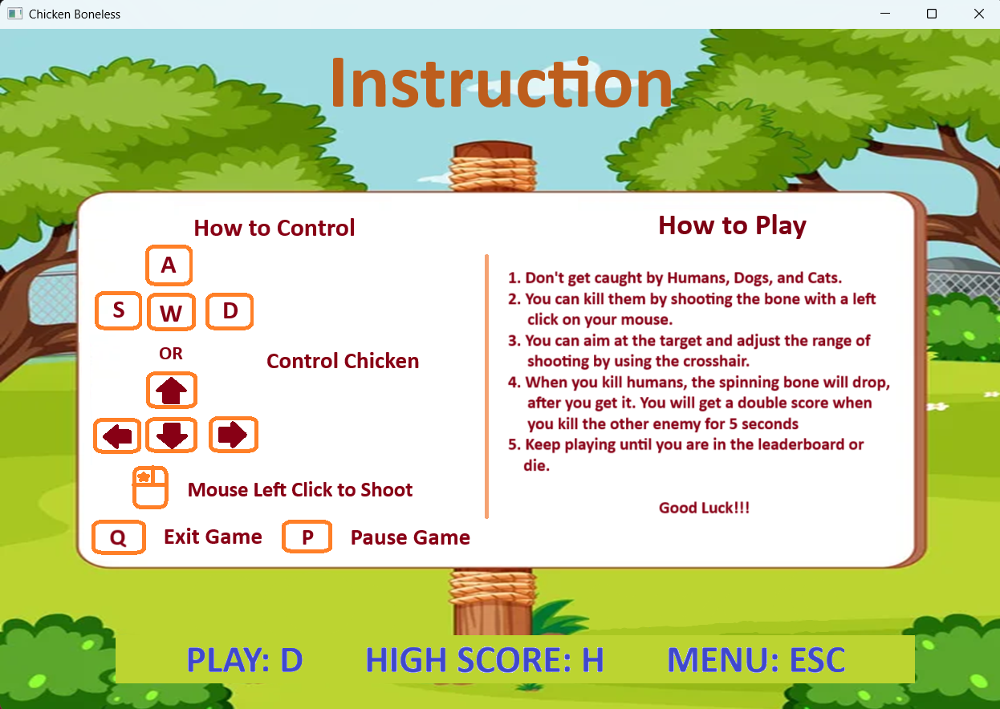 Chicken Boneless
Instruction
How to Control
A
S W D
OR
Control Chicken
Mouse Left Click to Shoot
Q Exit Game P Pause Game
How to Play
1. Don't get caught by Humans, Dogs, and Cats.
2. You can kill them by shooting the bone with a left
click on your mouse.
3. You can aim at the target and adjust the range of
shooting by using the crosshair.
4. When you kill humans, the spinning bone will drop,
after you get it. You will get a double score when
you kill the other enemy for 5 seconds
5. Keep playing until you are in the leaderboard or
die.
Good Luck!!!
PLAY: D HIGH SCORE: H MENU: ESC